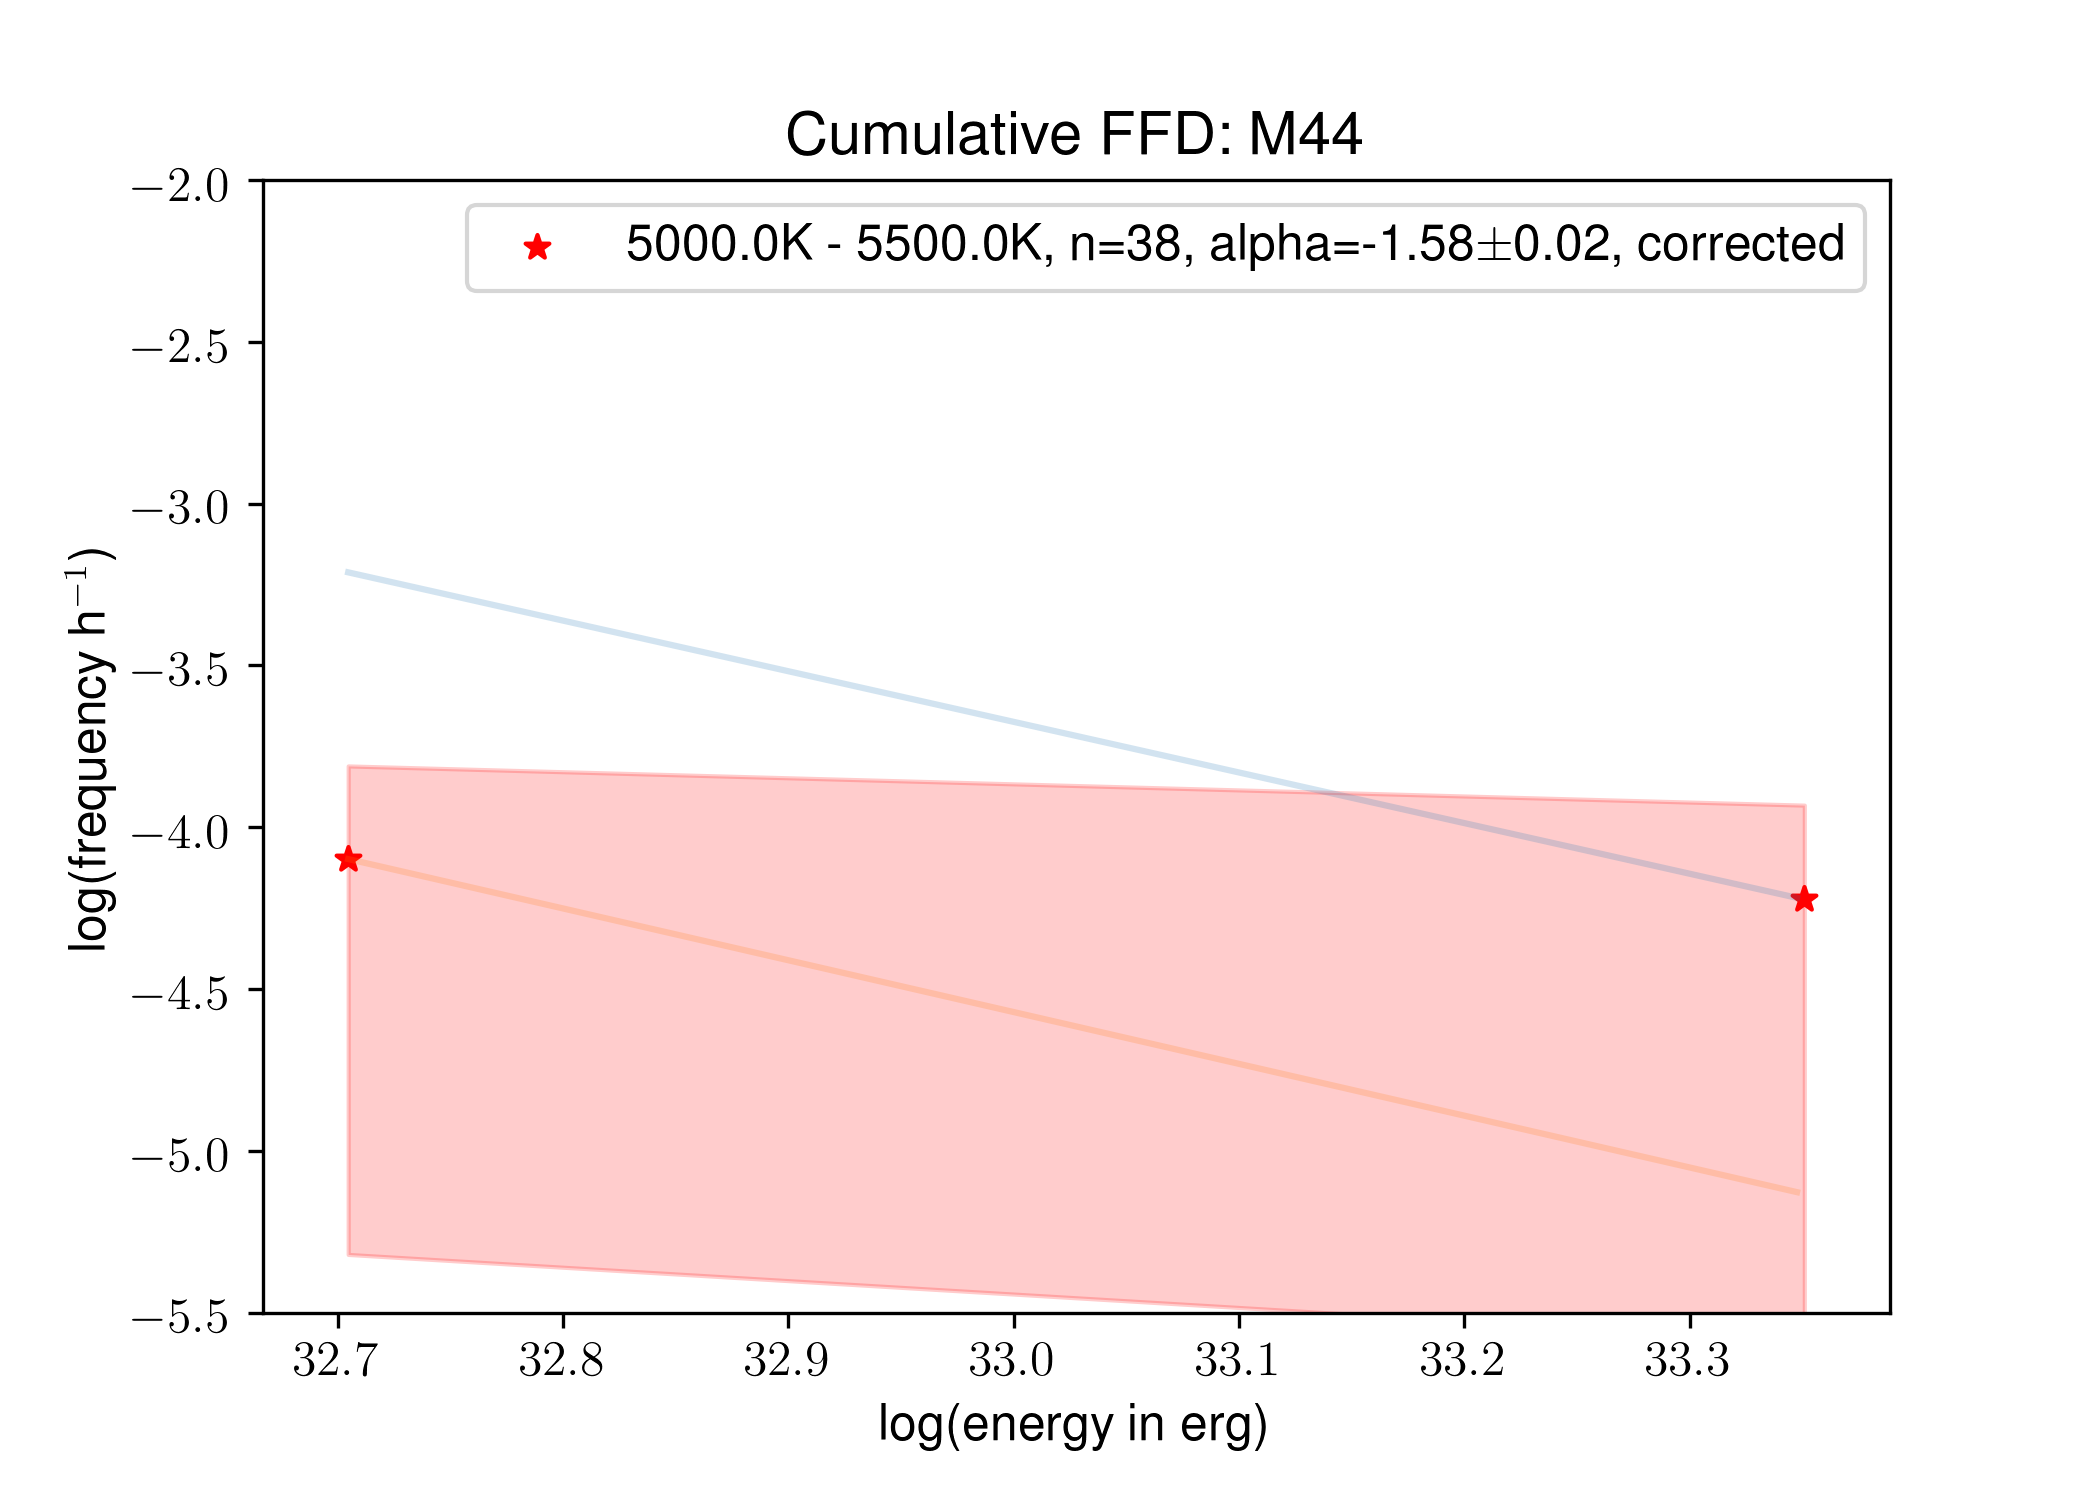 Cumulative FFD: M44
5000.0K - 5500.0K, n=38, alpha=-1.58±0.02, corrected
−2.0
−2.5
−3.0
−3.5
−4.0
−4.5
−5.0
−5.5
log(frequency h⁻¹)
32.7 32.8 32.9 33.0 33.1 33.2 33.3
log(energy in erg)